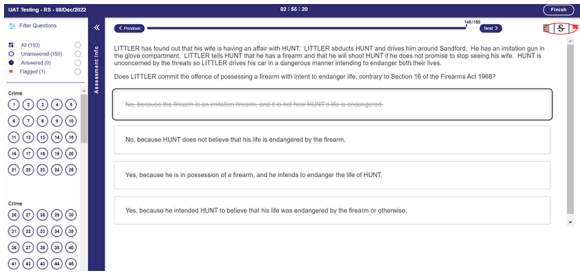 UAT Testing - RS - 08/Dec/2022
02 : 55 : 20
Finish
Filter Questions
All (150)
Unanswered (150)
Answered (0)
Flagged (1)
Crime
1 2 3 4 5
6 7 8 9 10
11 12 13 14 15
16 17 18 19 20
21 22 23 24 25
Crime
26 27 28 29 30
31 32 33 34 35
36 37 38 39 40
41 42 43 44 45
Assessment Info
Previous
145/150
Next
S
LITTLER has found out that his wife is having an affair with HUNT. LITTLER abducts HUNT and drives him around Sandford. He has an imitation gun in
the glove compartment. LITTLER tells HUNT that he has a firearm and that he will shoot HUNT if he does not promise to stop seeing his wife. HUNT is
unconcerned by the threats so LITTLER drives his car in a dangerous manner intending to endanger both their lives.
Does LITTLER commit the offence of possessing a firearm with intent to endanger life, contrary to Section 16 of the Firearms Act 1968?
No, because the firearm is an imitation firearm, and it is not how HUNT's life is endangered.
No, because HUNT does not believe that his life is endangered by the firearm.
Yes, because he is in possession of a firearm, and he intends to endanger the life of HUNT.
Yes, because he intended HUNT to believe that his life was endangered by the firearm or otherwise.